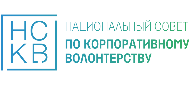 НС
КВ
НАЦИОНАЛЬНЫЙ СОВЕТ
ПО КОРПОРАТИВНОМУ
ВОЛОНТЕРСТВУ